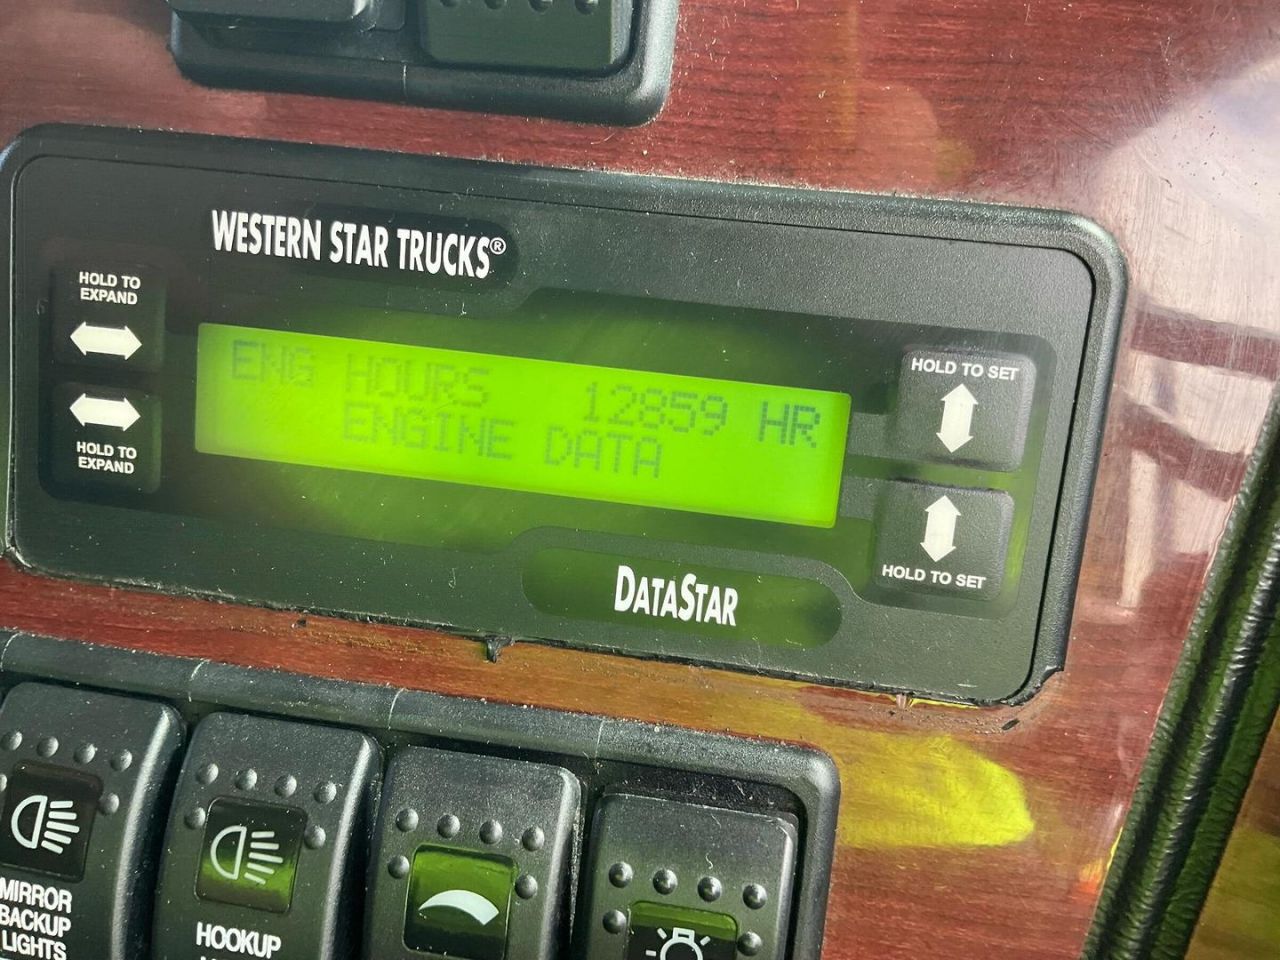 WESTERN STAR TRUCKS®
HOLD TO
EXPAND
HOLD TO
EXPAND
ENG HOURS 12859 HR
ENGINE DATA
HOLD TO SET
HOLD TO SET
DATASTAR
MIRROR
BACKUP
LIGHTS
HOOKUP